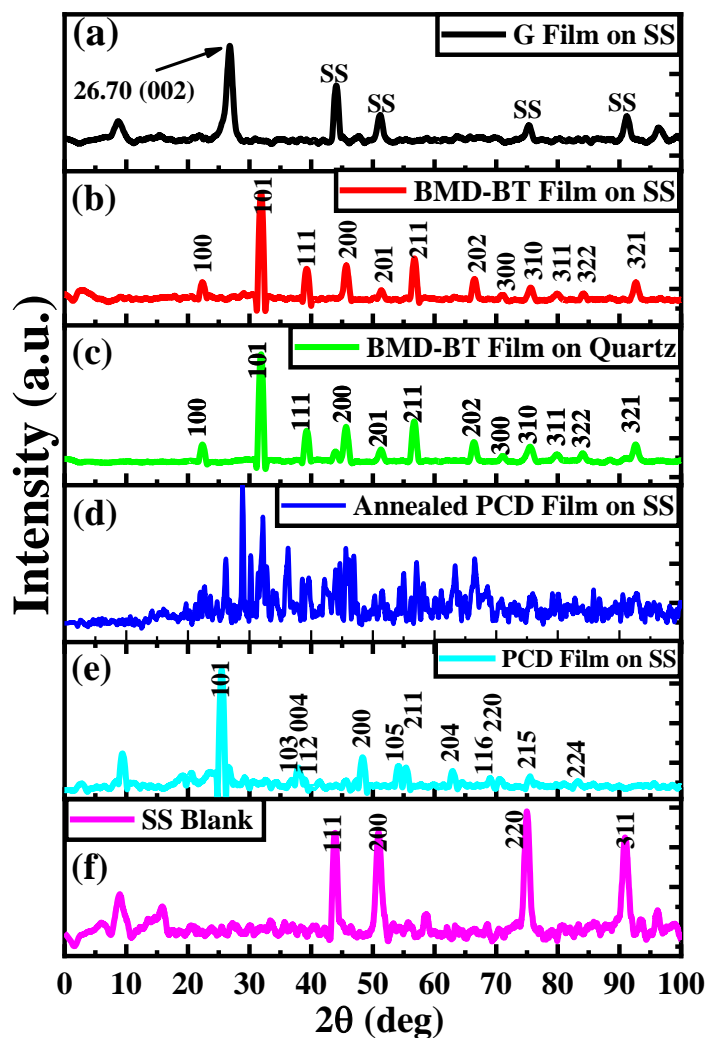 (a)
G Film on SS
26.70 (002)
SS
SS
SS
SS
(b)
BMD-BT Film on SS
100
101
111
200
201
211
202
300
310
311
322
321
(c)
BMD-BT Film on Quartz
100
101
111
200
201
211
202
300
310
311
322
321
(d)
Annealed PCD Film on SS
(e)
PCD Film on SS
101
103
004
112
200
105
211
204
116
220
215
224
SS Blank
(f)
111
200
220
311
Intensity (a.u.)
0 10 20 30 40 50 60 70 80 90 100
2θ (deg)